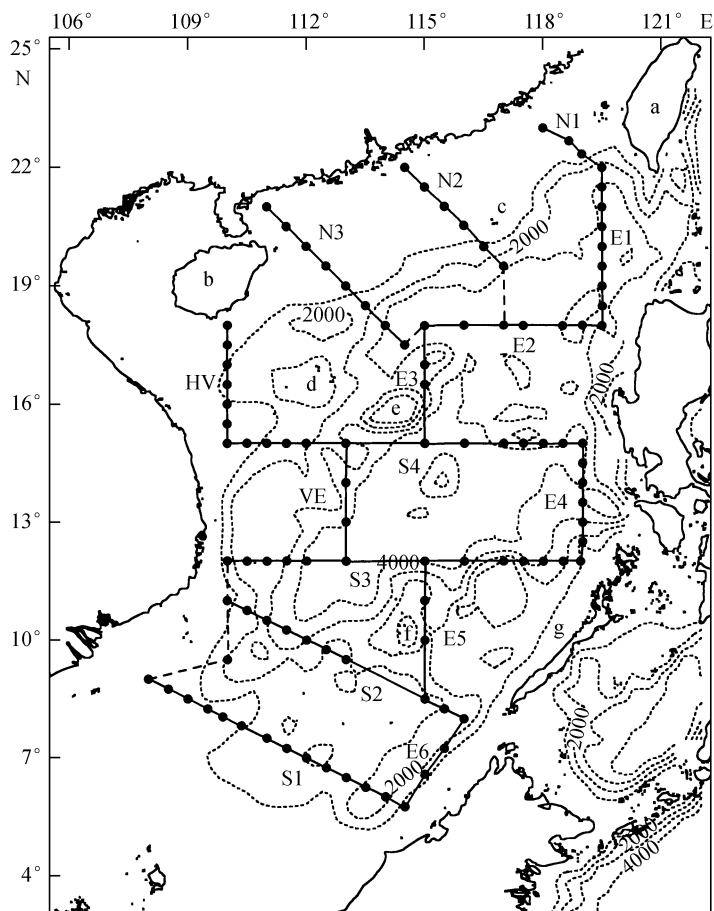 106° 109° 112° 115° 118° 121° E
25°
N
22°
19°
16°
13°
10°
7°
4°
N1
a
N2
c
N3
2000
E1
b
2000
E2
HV
d
E3
2000
e
S4
VE
E4
4000
S3
f
E5
g
S2
2000
E6
2000
S1
2000
4000